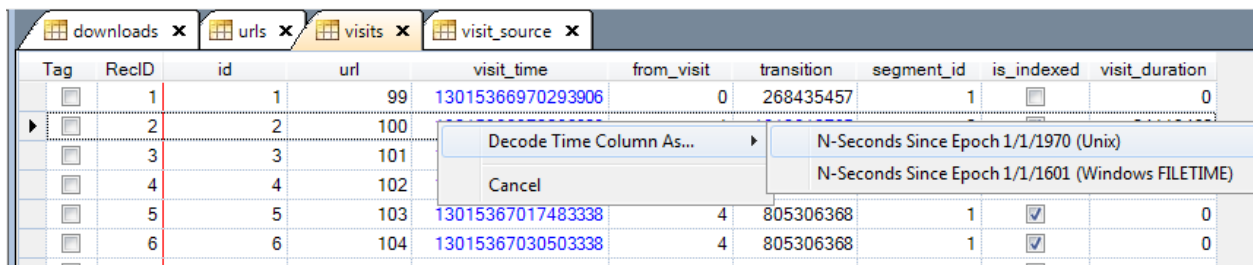 downloads urls visits visit_source
Tag RecID id url visit_time from_visit transition segment_id is_indexed visit_duration
1 1 99 13015366970293906 0 268435457 1 0
2 2 100
3 3 101
4 4 102
5 5 103 13015367017483338 4 805306368 1 0
6 6 104 13015367030503338 4 805306368 1 0
Decode Time Column As...
Cancel
N-Seconds Since Epoch 1/1/1970 (Unix)
N-Seconds Since Epoch 1/1/1601 (Windows FILETIME)